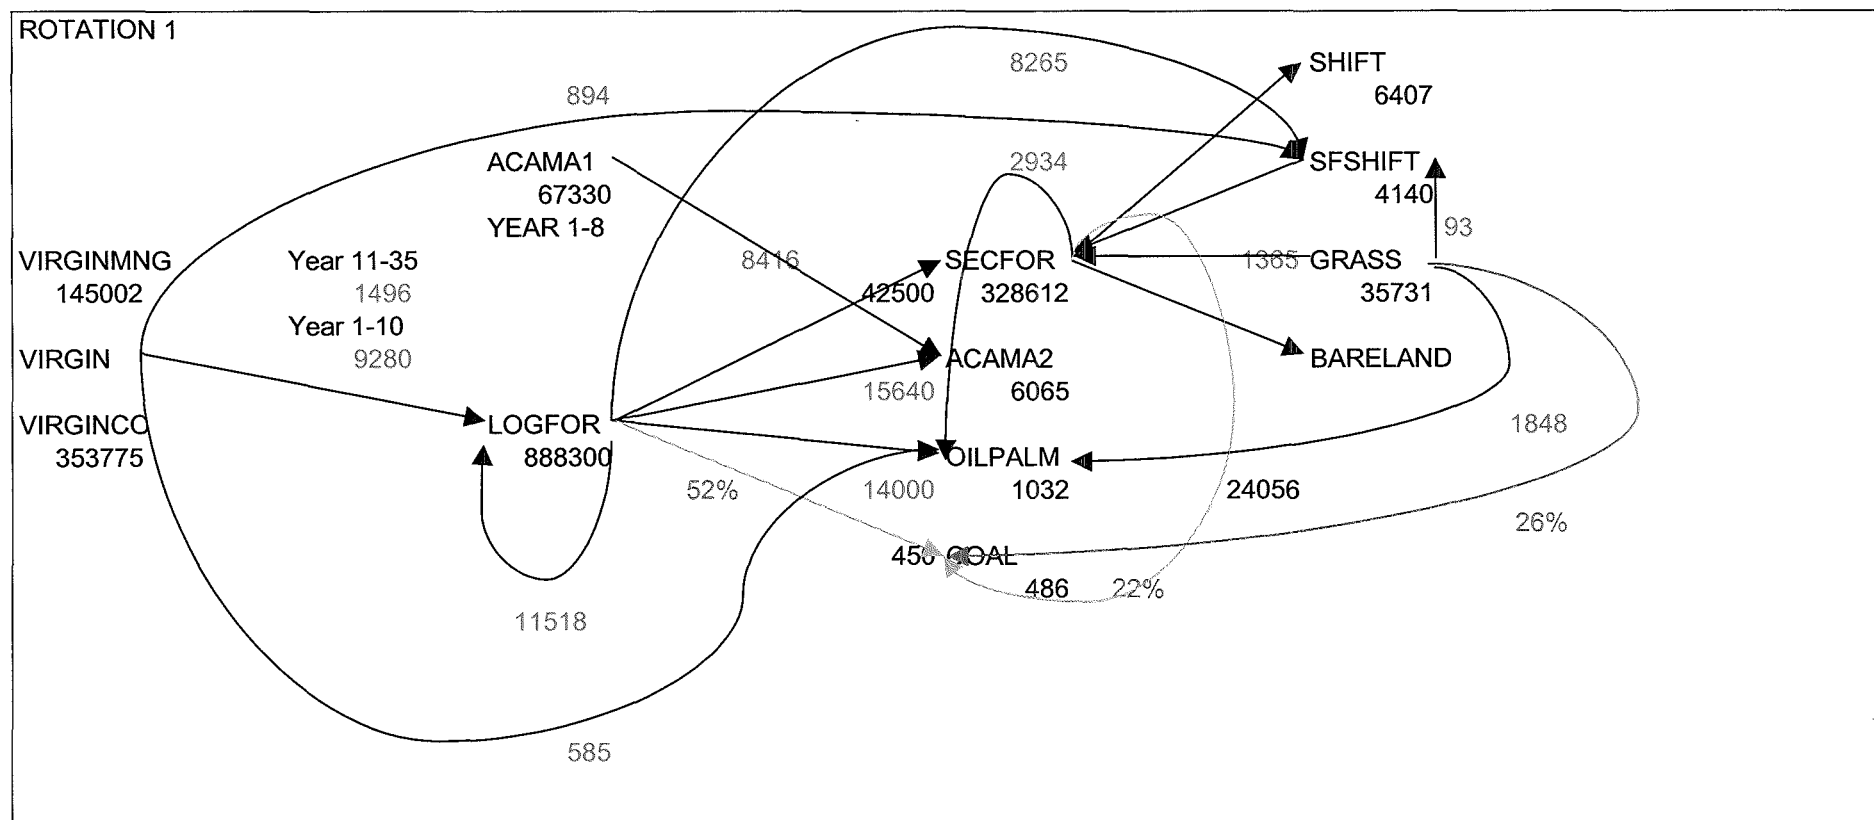 ROTATION 1
8265
SHIFT
6407
894
ACAMA1
67330
YEAR 1-8
2934
SFSHIFT
4140
93
VIRGINMNG
145002
Year 11-35
1496
Year 1-10
9280
8416
SECFOR
42500 328612
1385 GRASS
35731
VIRGIN
ACAMA2
15640 6065
BARELAND
VIRGINCO
353775
LOGFOR
888300
1848
OILPALM
52% 14000 1032 24056
26%
450 COAL
486 22%
11518
585